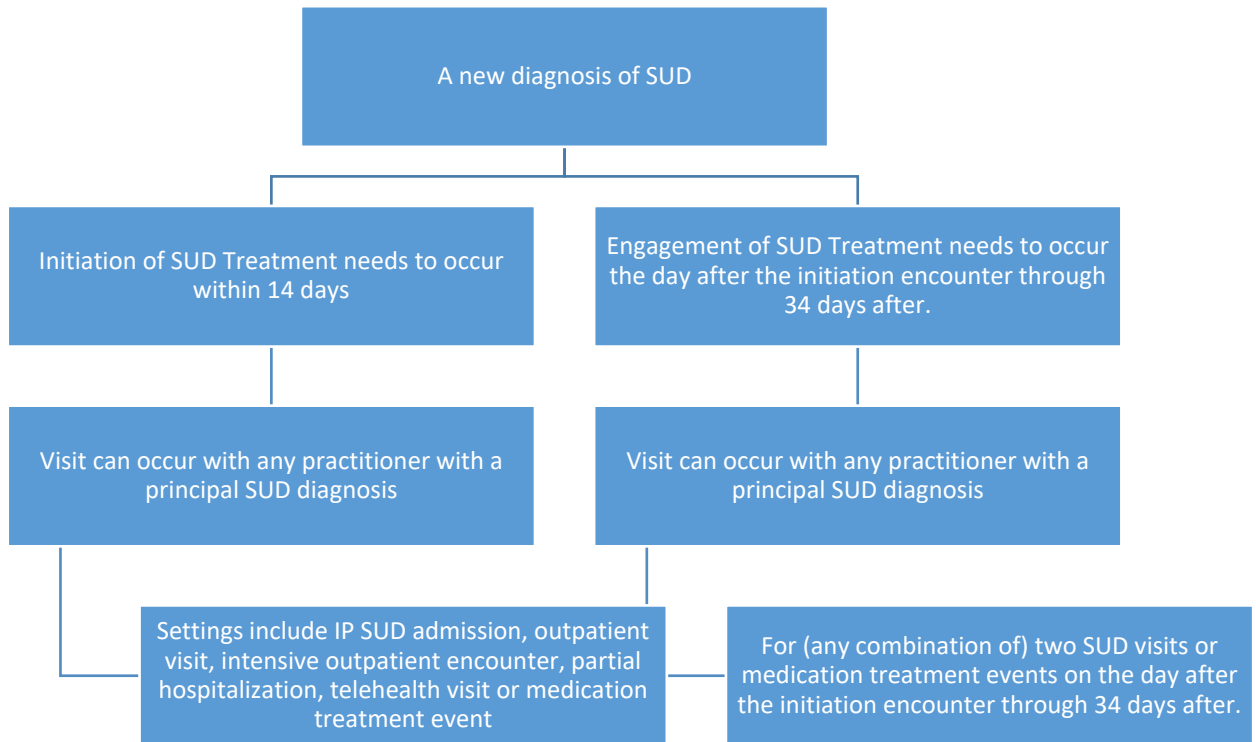 A new diagnosis of SUD
Initiation of SUD Treatment needs to occur
within 14 days
Engagement of SUD Treatment needs to occur
the day after the initiation encounter through
34 days after.
Visit can occur with any practitioner with a
principal SUD diagnosis
Visit can occur with any practitioner with a
principal SUD diagnosis
Settings include IP SUD admission, outpatient
visit, intensive outpatient encounter, partial
hospitalization, telehealth visit or medication
treatment event
For (any combination of) two SUD visits or
medication treatment events on the day after
the initiation encounter through 34 days after.